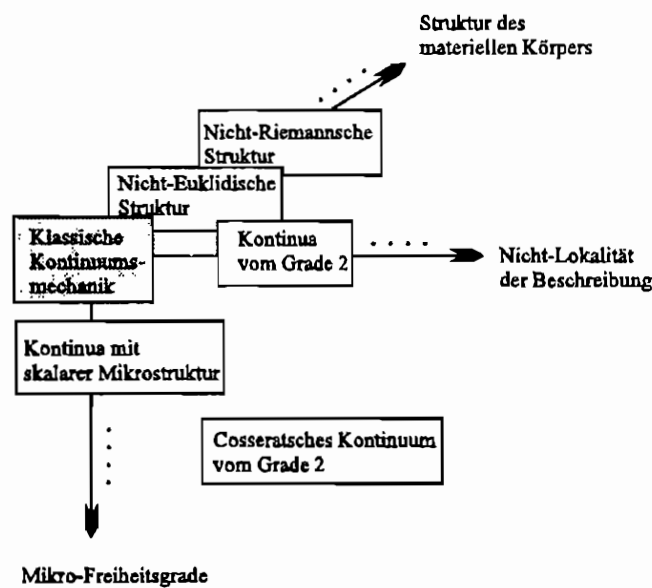 Struktur des
materiellen Körpers
Nicht-Riemannsche
Struktur
Nicht-Euklidische
Struktur
Klassische
Kontinuums-
mechanik
Kontinua
vom Grade 2
Nicht-Lokalität
der Beschreibung
Kontinua mit
skalarer Mikrostruktur
Cosseratsches Kontinuum
vom Grade 2
Mikro-Freiheitsgrade